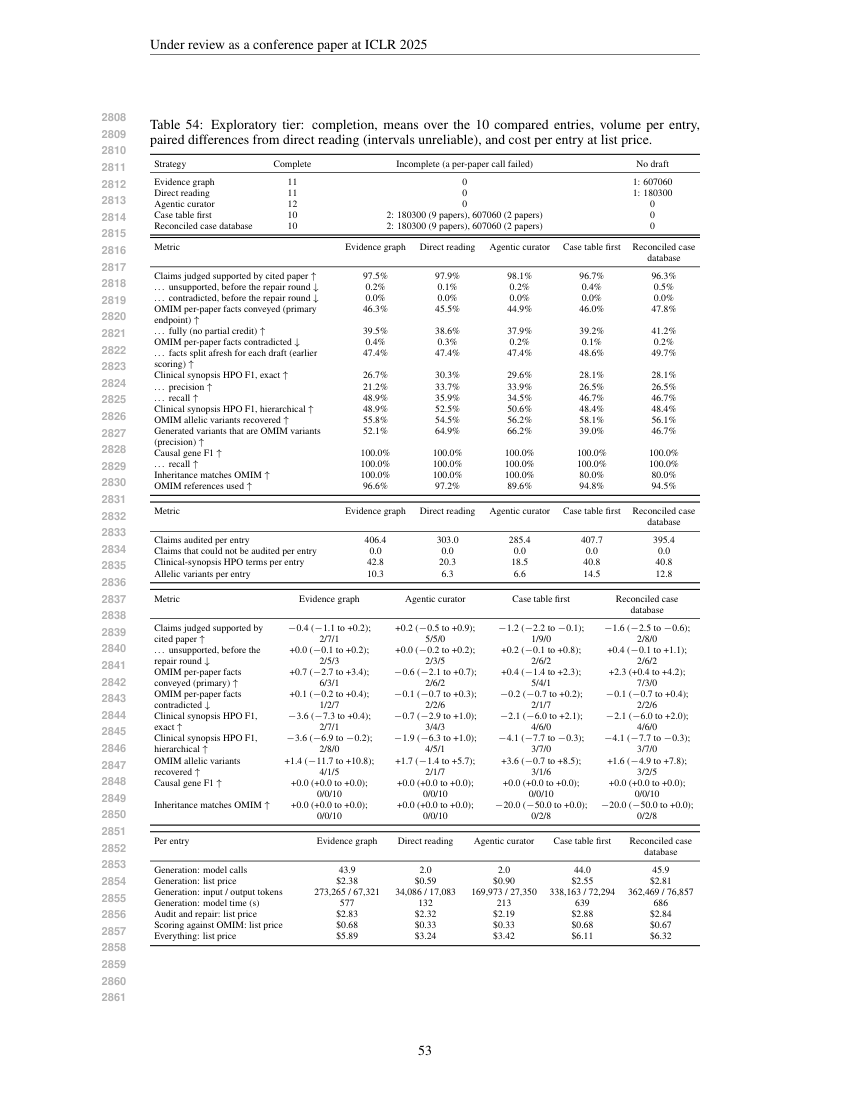 Under review as a conference paper at ICLR 2025
2808
2809
2810
2811
2812
2813
2814
2815
2816
2817
2818
2819
2820
2821
2822
2823
2824
2825
2826
2827
2828
2829
2830
2831
2832
2833
2834
2835
2836
2837
2838
2839
2840
2841
2842
2843
2844
2845
2846
2847
2848
2849
2850
2851
2852
2853
2854
2855
2856
2857
2858
2859
2860
2861
Table 54: Exploratory tier: completion, means over the 10 compared entries, volume per entry,
paired differences from direct reading (intervals unreliable), and cost per entry at list price.
Strategy Complete Incomplete (a per-paper call failed) No draft
Evidence graph 11 0 1: 607060
Direct reading 11 0 1: 180300
Agentic curator 12 0 0
Case table first 10 2: 180300 (9 papers), 607060 (2 papers) 0
Reconciled case database 10 2: 180300 (9 papers), 607060 (2 papers) 0
Metric Evidence graph Direct reading Agentic curator Case table first Reconciled case
database
Claims judged supported by cited paper ↑ 97.5% 97.9% 98.1% 96.7% 96.3%
… unsupported, before the repair round ↓ 0.2% 0.1% 0.2% 0.4% 0.5%
… contradicted, before the repair round ↓ 0.0% 0.0% 0.0% 0.0% 0.0%
OMIM per-paper facts conveyed (primary 46.3% 45.5% 44.9% 46.0% 47.8%
endpoint) ↑
… fully (no partial credit) ↑ 39.5% 38.6% 37.9% 39.2% 41.2%
OMIM per-paper facts contradicted ↓ 0.4% 0.3% 0.2% 0.1% 0.2%
… facts split afresh for each draft (earlier 47.4% 47.4% 47.4% 48.6% 49.7%
scoring) ↑
Clinical synopsis HPO F1, exact ↑ 26.7% 30.3% 29.6% 28.1% 28.1%
… precision ↑ 21.2% 33.7% 33.9% 26.5% 26.5%
… recall ↑ 48.9% 35.9% 34.5% 46.7% 46.7%
Clinical synopsis HPO F1, hierarchical ↑ 48.9% 52.5% 50.6% 48.4% 48.4%
OMIM allelic variants recovered ↑ 55.8% 54.5% 56.2% 58.1% 56.1%
Generated variants that are OMIM variants 52.1% 64.9% 66.2% 39.0% 46.7%
(precision) ↑
Causal gene F1 ↑ 100.0% 100.0% 100.0% 100.0% 100.0%
… recall ↑ 100.0% 100.0% 100.0% 100.0% 100.0%
Inheritance matches OMIM ↑ 100.0% 100.0% 100.0% 80.0% 80.0%
OMIM references used ↑ 96.6% 97.2% 89.6% 94.8% 94.5%
Metric Evidence graph Direct reading Agentic curator Case table first Reconciled case
database
Claims audited per entry 406.4 303.0 285.4 407.7 395.4
Claims that could not be audited per entry 0.0 0.0 0.0 0.0 0.0
Clinical-synopsis HPO terms per entry 42.8 20.3 18.5 40.8 40.8
Allelic variants per entry 10.3 6.3 6.6 14.5 12.8
Metric Evidence graph Agentic curator Case table first Reconciled case
database
Claims judged supported by −0.4 (−1.1 to +0.2); +0.2 (−0.5 to +0.9); −1.2 (−2.2 to −0.1); −1.6 (−2.5 to −0.6);
cited paper ↑ 2/7/1 5/5/0 1/9/0 2/8/0
… unsupported, before the +0.0 (−0.1 to +0.2); +0.0 (−0.2 to +0.2); +0.2 (−0.1 to +0.8); +0.4 (−0.1 to +1.1);
repair round ↓ 2/5/3 2/3/5 2/6/2 2/6/2
OMIM per-paper facts +0.7 (−2.7 to +3.4); −0.6 (−2.1 to +0.7); +0.4 (−1.4 to +2.3); +2.3 (+0.4 to +4.2);
conveyed (primary) ↑ 6/3/1 2/6/2 5/4/1 7/3/0
OMIM per-paper facts +0.1 (−0.2 to +0.4); −0.1 (−0.7 to +0.3); −0.2 (−0.7 to +0.2); −0.1 (−0.7 to +0.4);
contradicted ↓ 1/2/7 2/2/6 2/1/7 2/2/6
Clinical synopsis HPO F1, −3.6 (−7.3 to +0.4); −0.7 (−2.9 to +1.0); −2.1 (−6.0 to +2.1); −2.1 (−6.0 to +2.0);
exact ↑ 2/7/1 3/4/3 4/6/0 4/6/0
Clinical synopsis HPO F1, −3.6 (−6.9 to −0.2); −1.9 (−6.3 to +1.0); −4.1 (−7.7 to −0.3); −4.1 (−7.7 to −0.3);
hierarchical ↑ 2/8/0 4/5/1 3/7/0 3/7/0
OMIM allelic variants +1.4 (−11.7 to +10.8); +1.7 (−1.4 to +5.7); +3.6 (−0.7 to +8.5); +1.6 (−4.9 to +7.8);
recovered ↑ 4/1/5 2/1/7 3/1/6 3/2/5
Causal gene F1 ↑ +0.0 (+0.0 to +0.0); +0.0 (+0.0 to +0.0); +0.0 (+0.0 to +0.0); +0.0 (+0.0 to +0.0);
0/0/10 0/0/10 0/0/10 0/0/10
Inheritance matches OMIM ↑ +0.0 (+0.0 to +0.0); +0.0 (+0.0 to +0.0); −20.0 (−50.0 to +0.0); −20.0 (−50.0 to +0.0);
0/0/10 0/0/10 0/2/8 0/2/8
Per entry Evidence graph Direct reading Agentic curator Case table first Reconciled case
database
Generation: model calls 43.9 2.0 2.0 44.0 45.9
Generation: list price $2.38 $0.59 $0.90 $2.55 $2.81
Generation: input / output tokens 273,265 / 67,321 34,086 / 17,083 169,973 / 27,350 338,163 / 72,294 362,469 / 76,857
Generation: model time (s) 577 132 213 639 686
Audit and repair: list price $2.83 $2.32 $2.19 $2.88 $2.84
Scoring against OMIM: list price $0.68 $0.33 $0.33 $0.68 $0.67
Everything: list price $5.89 $3.24 $3.42 $6.11 $6.32
53